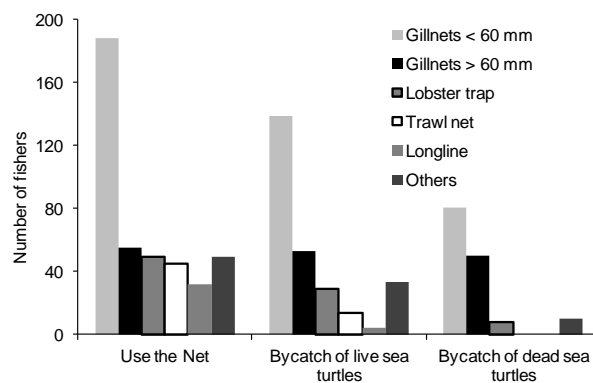 200
160
120
80
40
0
Number of fishers
Gillnets < 60 mm
Gillnets > 60 mm
Lobster trap
Trawl net
Longline
Others
Use the Net
Bycatch of live sea
turtles
Bycatch of dead sea
turtles